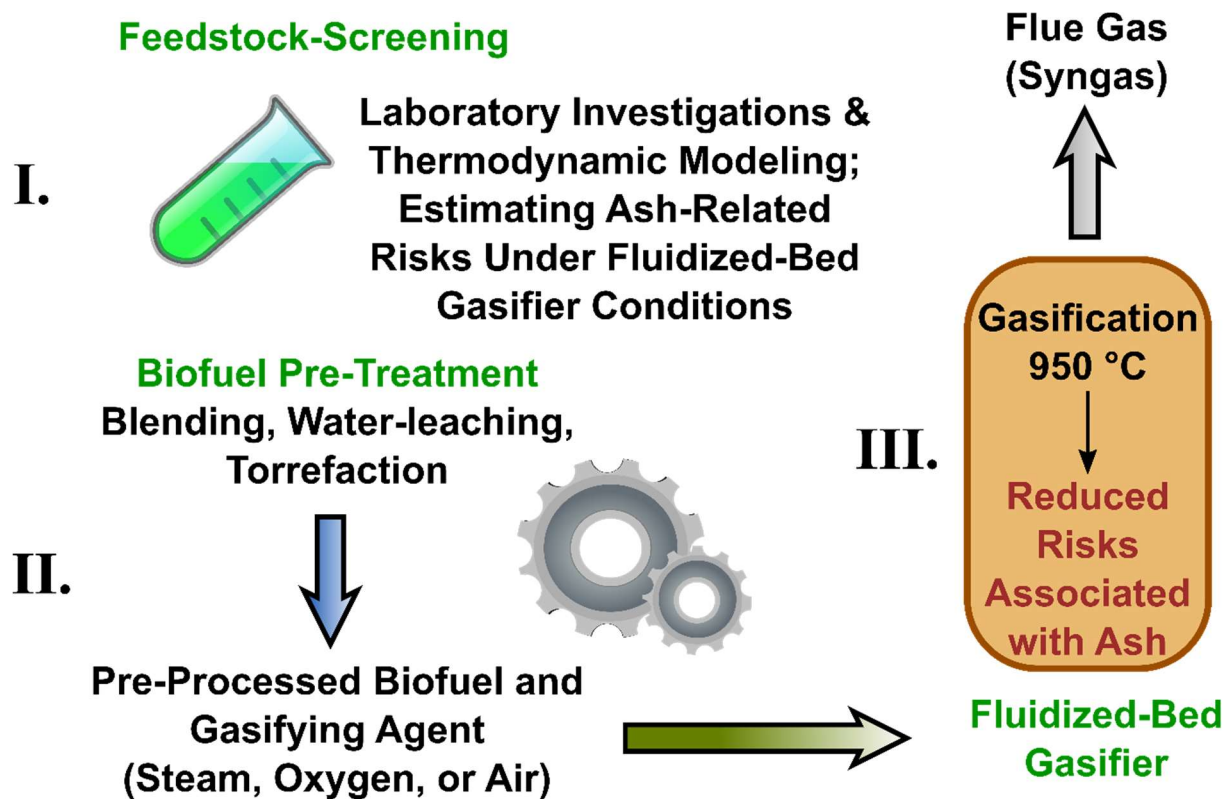 I.
Feedstock-Screening
Laboratory Investigations &
Thermodynamic Modeling;
Estimating Ash-Related
Risks Under Fluidized-Bed
Gasifier Conditions
II.
Biofuel Pre-Treatment
Blending, Water-leaching,
Torrefaction
Pre-Processed Biofuel and
Gasifying Agent
(Steam, Oxygen, or Air)
III.
Flue Gas
(Syngas)
Gasification
950 °C
Reduced
Risks
Associated
with Ash
Fluidized-Bed
Gasifier